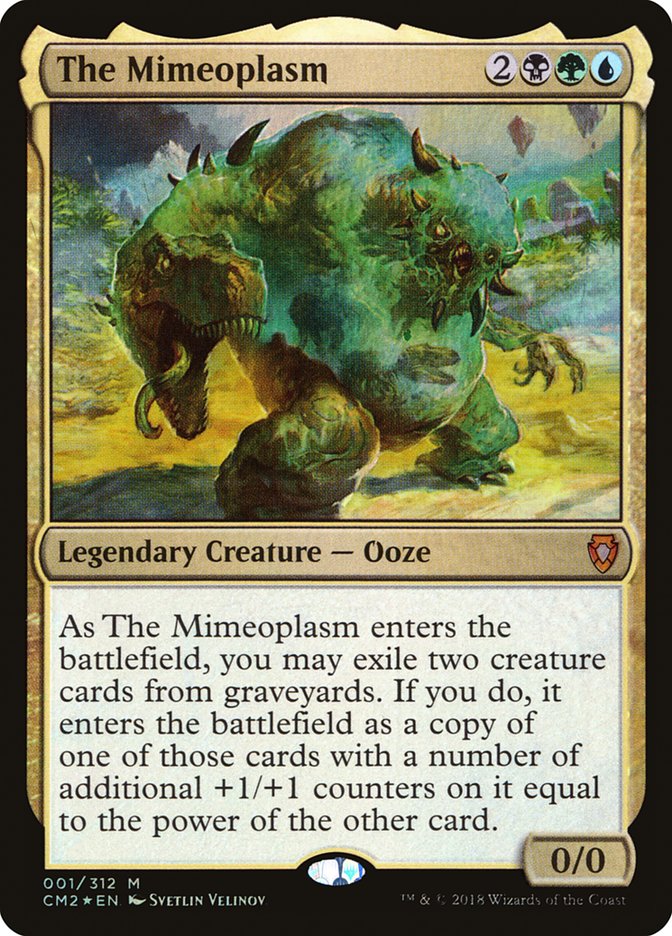 The Mimeoplasm 2
Legendary Creature — Ooze
As The Mimeoplasm enters the
battlefield, you may exile two creature
cards from graveyards. If you do, it
enters the battlefield as a copy of
one of those cards with a number of
additional +1/+1 counters on it equal
to the power of the other card.
0/0
001/312 M
CM2★EN Svetlin Velinov
™ & © 2018 Wizards of the Coast